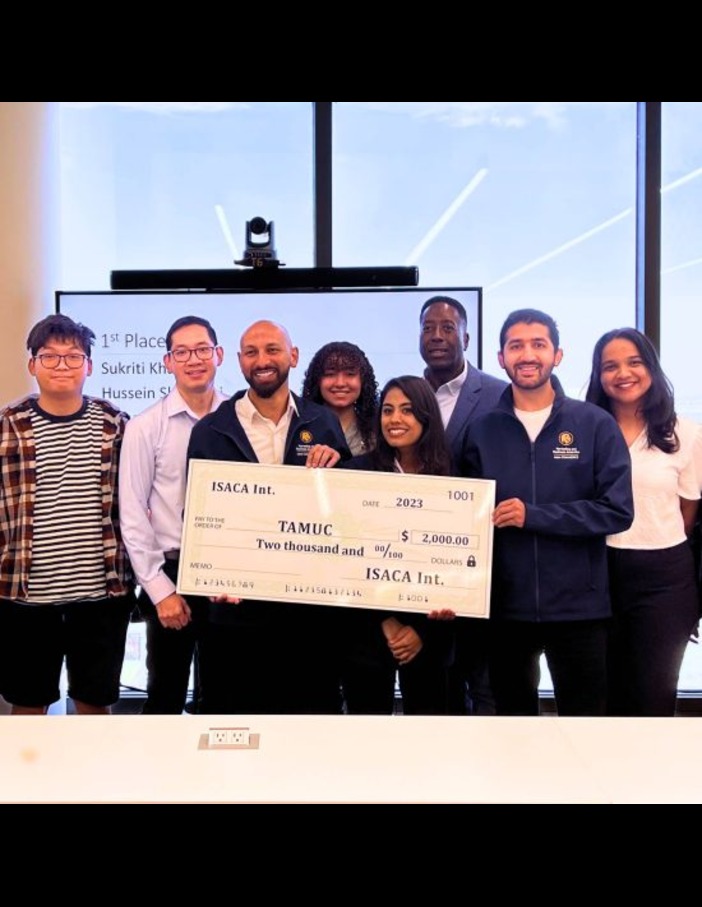 1st Place
Sukriti Kh
Hussein S
ISACA Int.
1001
DATE 2023
PAY TO THE
ORDER OF
TAMUC
$ 2,000.00
Two thousand and 00/100
DOLLARS
MEMO
ISACA Int.